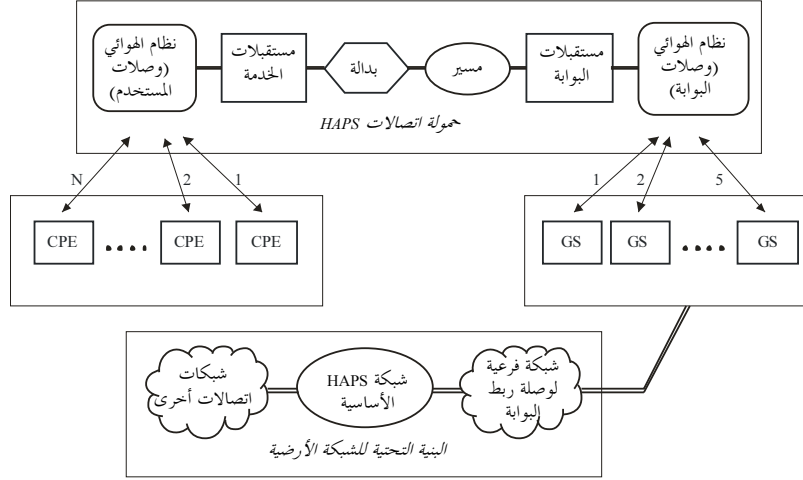 نظام الهوائي
(وصلات
البوابة)
مستقبلات
البوابة
مسير
بدالة
مستقبلات
الخدمة
نظام الهوائي
(وصلات
المستخدم)
حمولة اتصالات HAPS
N
2
1
1
2
5
CPE
....
CPE
CPE
GS
GS
....
GS
شبكة فرعية
لوصلة ربط
البوابة
شبكة HAPS
الأساسية
شبكات
اتصالات أخرى
البنية التحتية للشبكة الأرضية